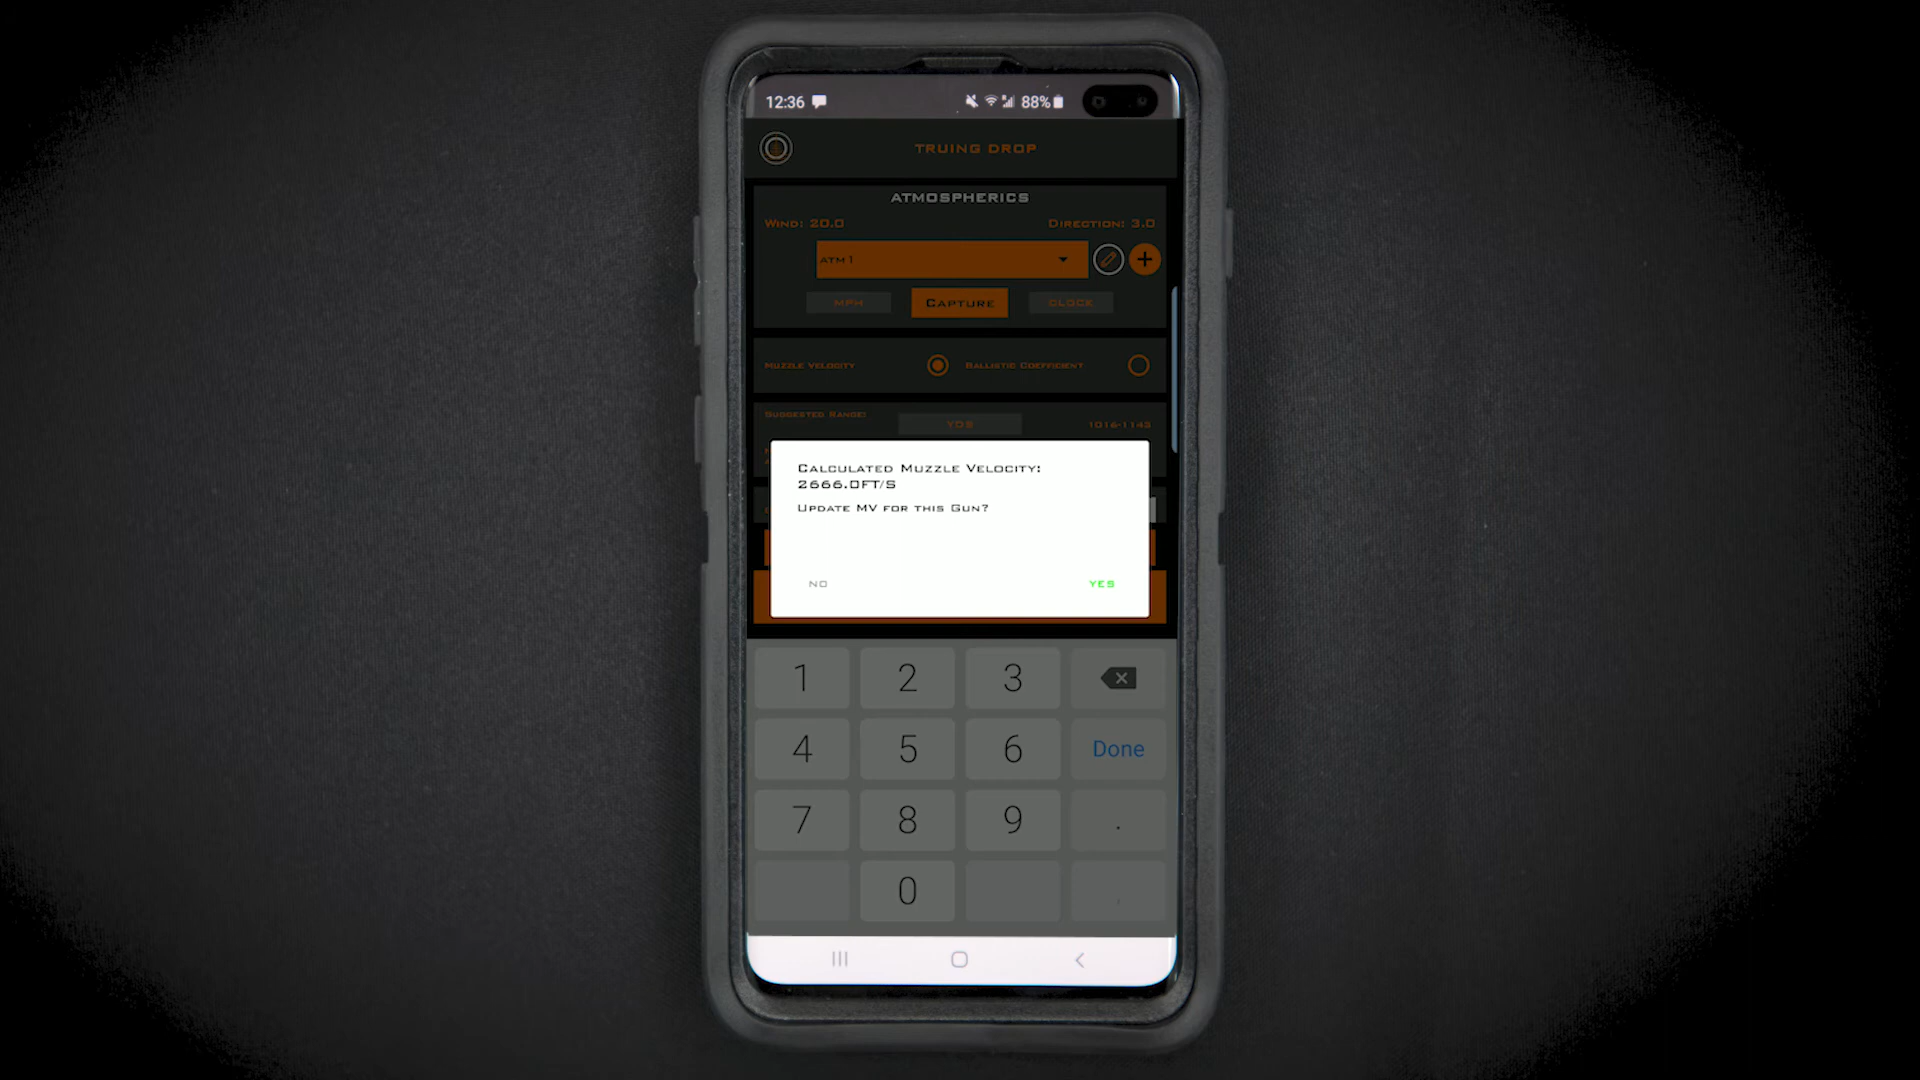 12:36
88%
TRUING DROP
ATMOSPHERICS
WIND: 20.0
DIRECTION: 3.0
ATM 1
MPH
CAPTURE
CLOCK
MUZZLE VELOCITY
BALLISTIC COEFFICIENT
SUGGESTED RANGE:
YDS
1016-1143
CALCULATED MUZZLE VELOCITY:
2666.0FT/S
UPDATE MV FOR THIS GUN?
NO
YES
1 2 3
4 5 6 Done
7 8 9 .
0 ,